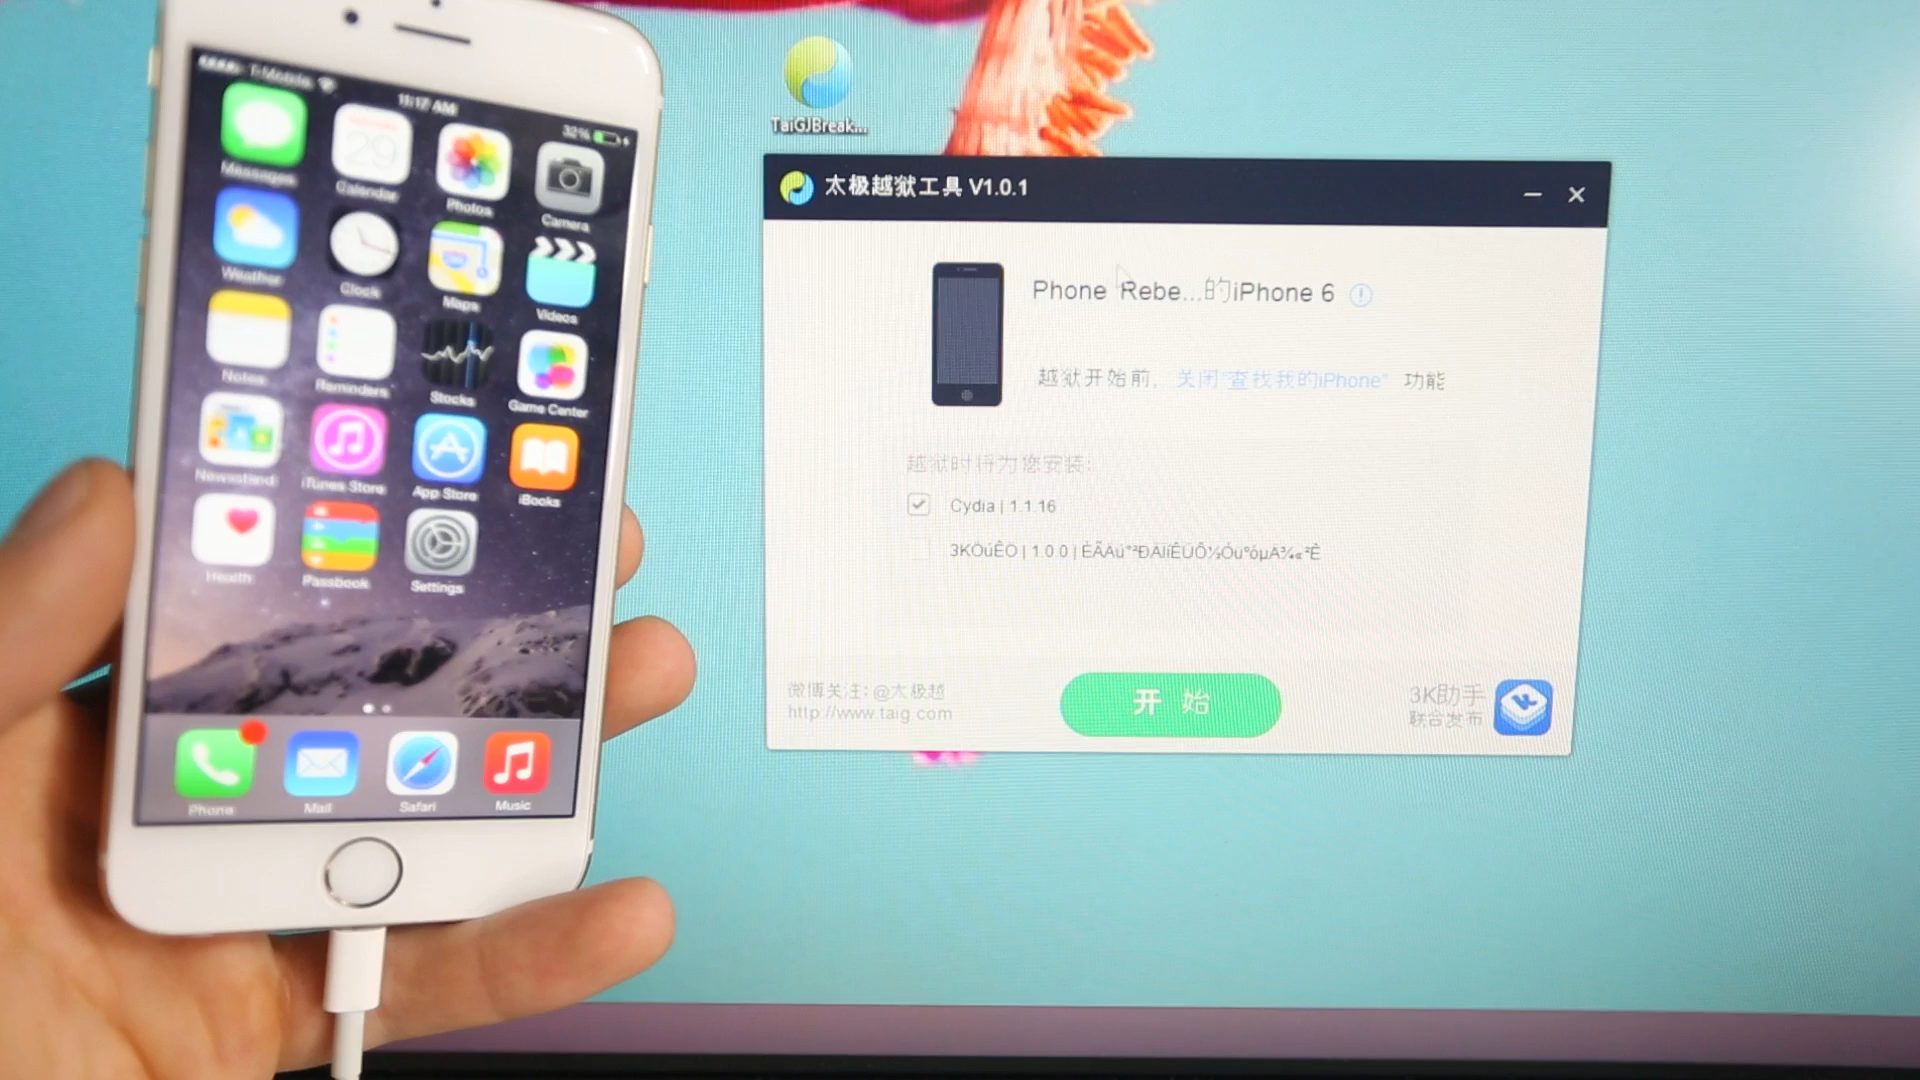 T-Mobile
11:17 AM
32%
Messages
Calendar
29
Photos
Camera
Weather
Clock
Maps
Videos
Notes
Reminders
Stocks
Game Center
Newsstand
iTunes Store
App Store
iBooks
Health
Passbook
Settings
Phone
Mail
Safari
Music
TaiGJBreak...
太极越狱工具 V1.0.1
Phone Rebe...的iPhone 6
越狱开始前，关闭“查找我的iPhone” 功能
越狱时将为您安装：
Cydia | 1.1.16
3KÖúÊÖ | 1.0.0 |
微博关注：@太极越
http://www.taig.com
开 始
3K助手
联合发布